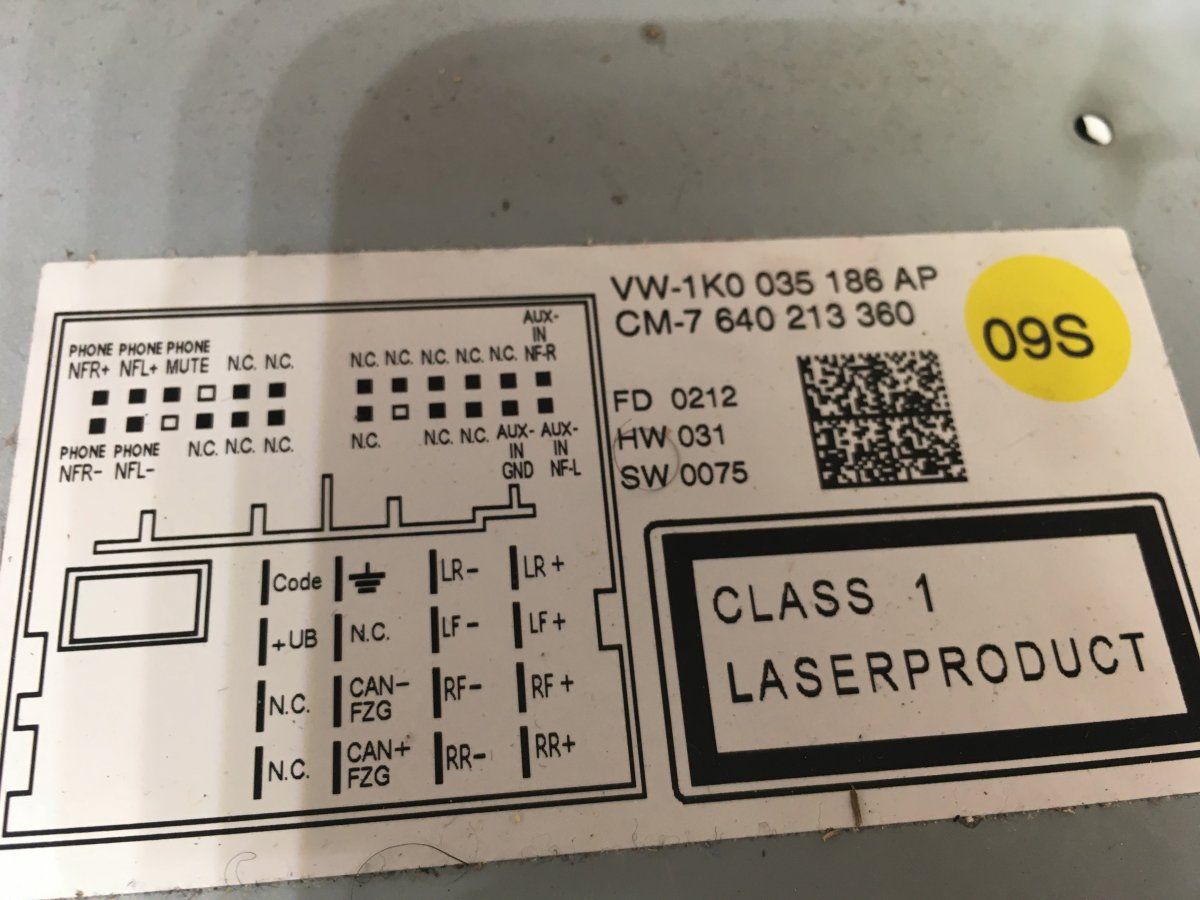 VW-1K0 035 186 AP
CM-7 640 213 360
09S
FD 0212
HW 031
SW 0075
CLASS 1
LASERPRODUCT
PHONE PHONE PHONE
NFR+ NFL+ MUTE N.C. N.C.
N.C. N.C. N.C. N.C. N.C. AUX-
IN
NF-R
PHONE PHONE
NFR- NFL-
N.C. N.C. N.C.
N.C. N.C. N.C. AUX- AUX-
IN IN
GND NF-L
Code LR- LR+
+UB N.C. LF- LF+
N.C. CAN- RF- RF+
FZG
N.C. CAN+ RR- RR+
FZG